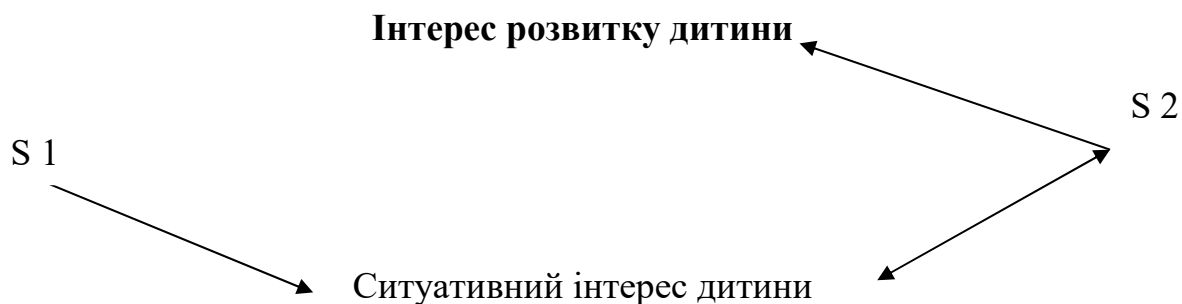 Інтерес розвитку дитини
S 2
S 1
Ситуативний інтерес дитини